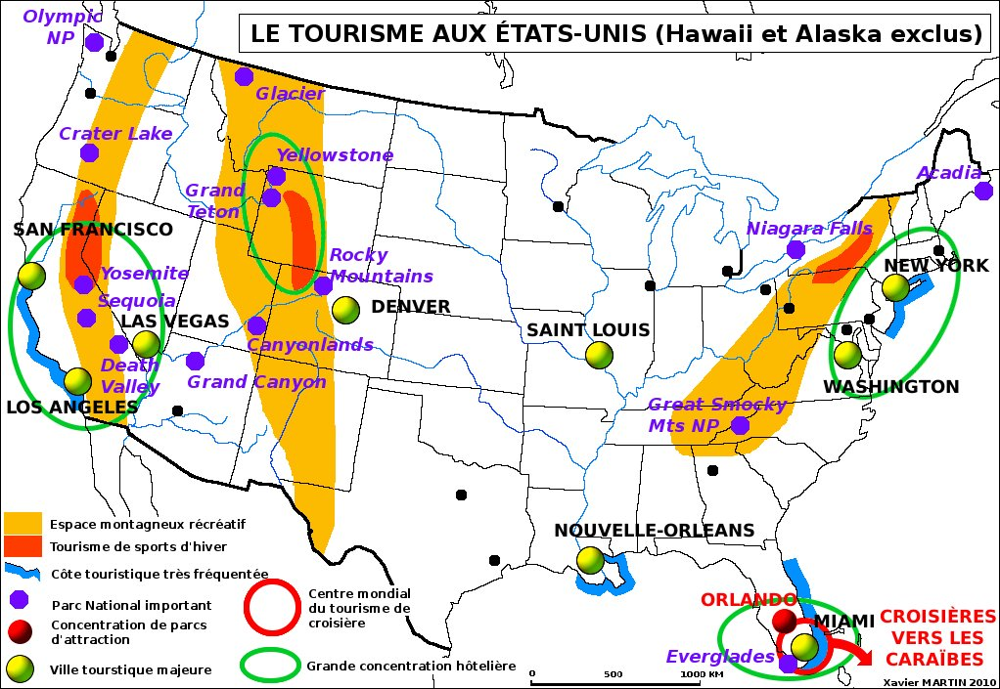 LE TOURISME AUX ÉTATS-UNIS (Hawaii et Alaska exclus)
Olympic
NP
Glacier
Crater Lake
Yellowstone
Grand
Teton
Acadia
Niagara Falls
SAN FRANCISCO
Rocky
Mountains
NEW YORK
Yosemite
Sequoia
DENVER
LAS VEGAS
SAINT LOUIS
Canyonlands
Death
Valley
Grand Canyon
WASHINGTON
LOS ANGELES
Great Smocky
Mts NP
NOUVELLE-ORLEANS
ORLANDO
MIAMI
Everglades
CROISIÈRES
VERS LES
CARAÏBES
Espace montagneux récréatif
Tourisme de sports d'hiver
Côte touristique très fréquentée
Parc National important
Concentration de parcs
d'attraction
Ville tourstique majeure
Centre mondial
du tourisme de
croisière
Grande concentration hôtelière
0 500 1000 KM
Xavier MARTIN 2010